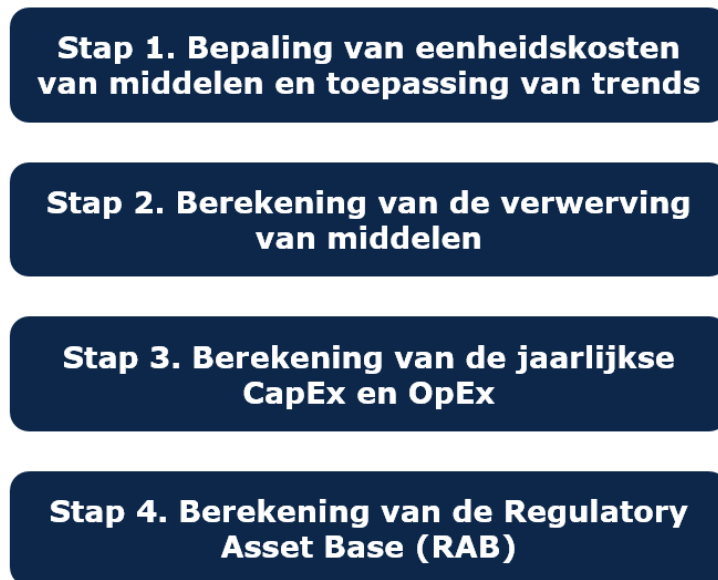 Stap 1. Bepaling van eenheidskosten
van middelen en toepassing van trends
Stap 2. Berekening van de verwerving
van middelen
Stap 3. Berekening van de jaarlijkse
CapEx en OpEx
Stap 4. Berekening van de Regulatory
Asset Base (RAB)